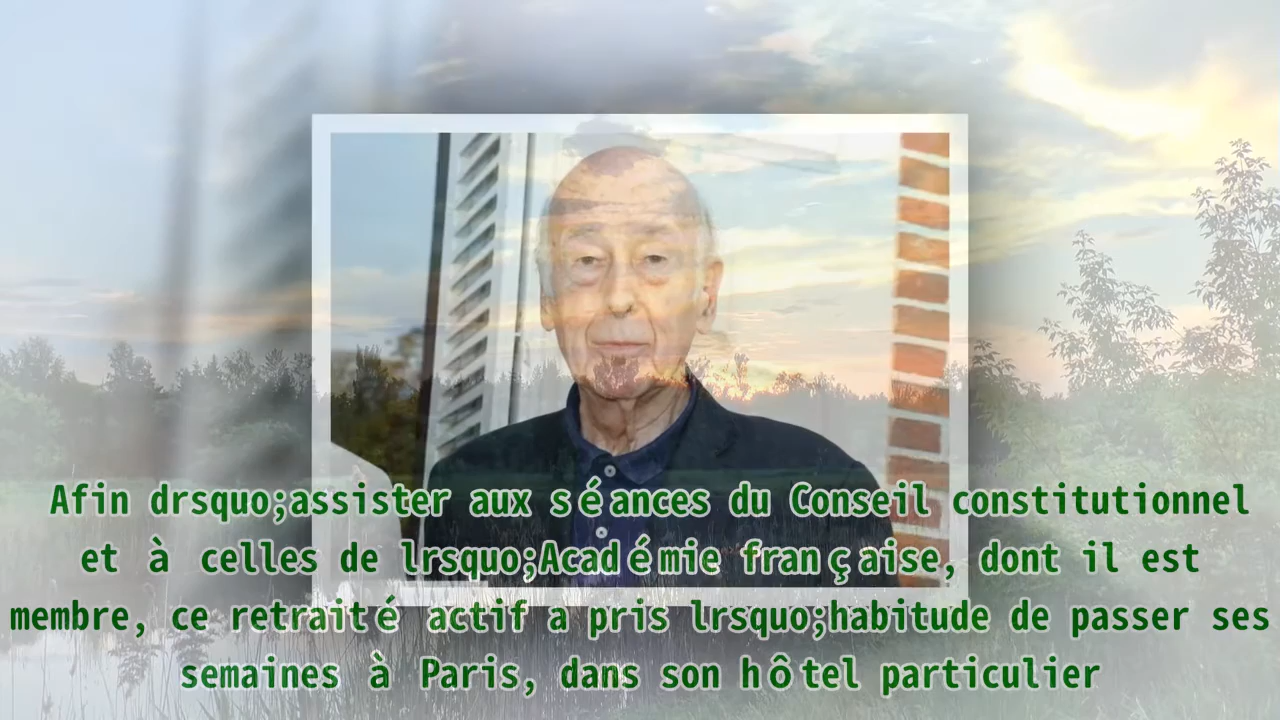 Afin drsquo;assister aux séances du Conseil constitutionnel
et à celles de lrsquo;Académie française, dont il est
membre, ce retraité actif a pris lrsquo;habitude de passer ses
semaines à Paris, dans son hôtel particulier